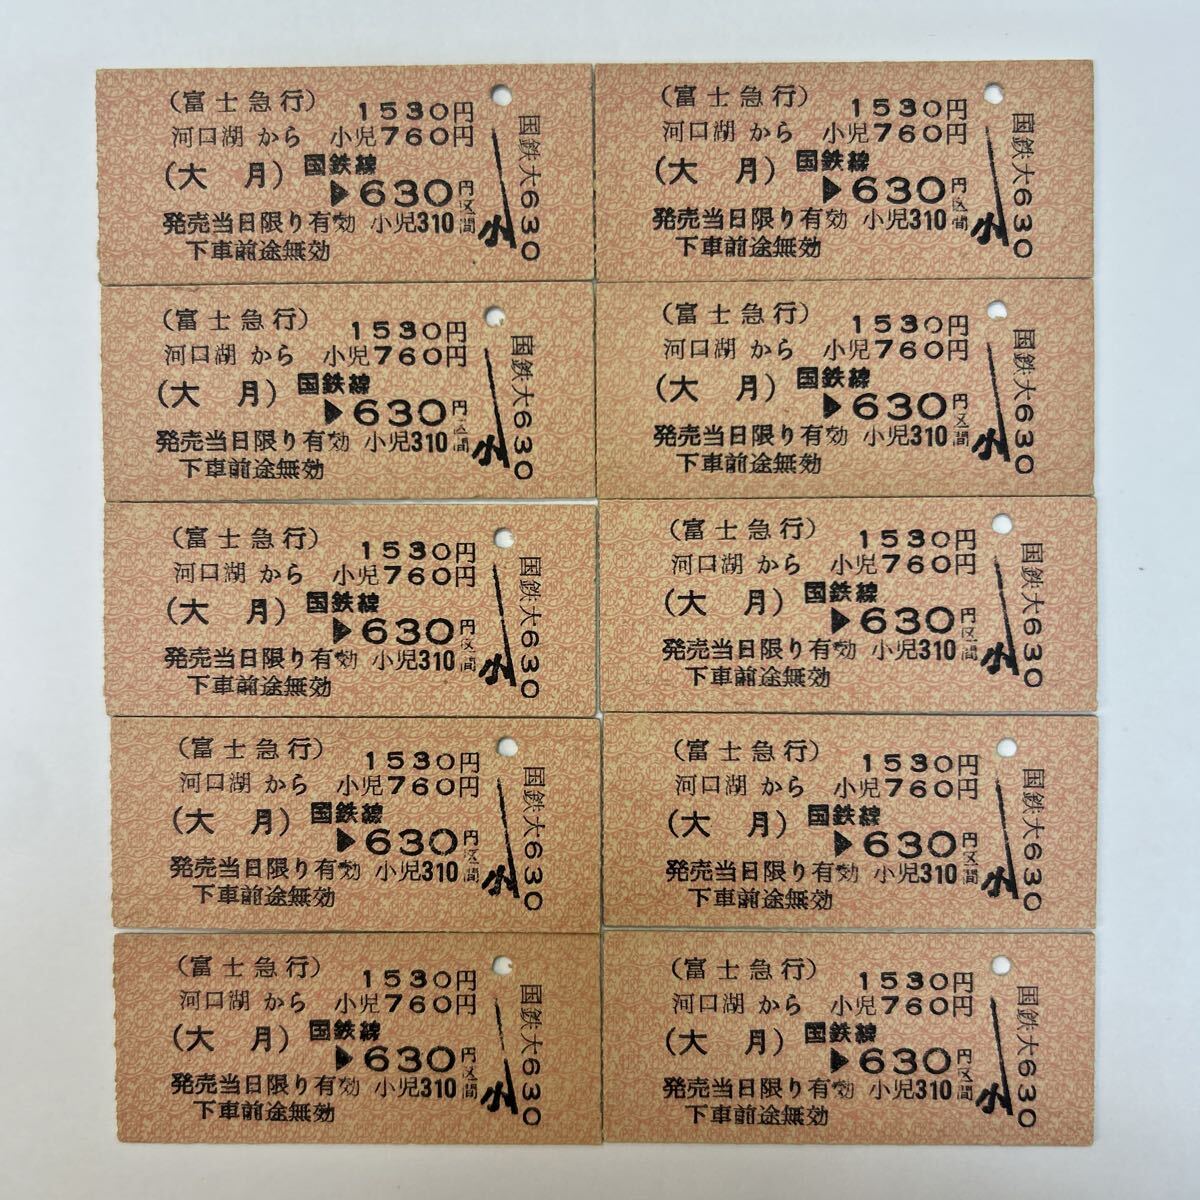 (富士急行) 1530円
河口湖 から 小児760円
(大 月) 国鉄線
▶630円区間
発売当日限り有効 小児310
下車前途無効
小
国鉄大630
(富士急行) 1530円
河口湖 から 小児760円
(大 月) 国鉄線
▶630円区間
発売当日限り有効 小児310
下車前途無効
小
国鉄大630
(富士急行) 1530円
河口湖 から 小児760円
(大 月) 国鉄線
▶630円区間
発売当日限り有効 小児310
下車前途無効
小
国鉄大630
(富士急行) 1530円
河口湖 から 小児760円
(大 月) 国鉄線
▶630円区間
発売当日限り有効 小児310
下車前途無効
小
国鉄大630
(富士急行) 1530円
河口湖 から 小児760円
(大 月) 国鉄線
▶630円区間
発売当日限り有効 小児310
下車前途無効
小
国鉄大630
(富士急行) 1530円
河口湖 から 小児760円
(大 月) 国鉄線
▶630円区間
発売当日限り有効 小児310
下車前途無効
小
国鉄大630
(富士急行) 1530円
河口湖 から 小児760円
(大 月) 国鉄線
▶630円区間
発売当日限り有効 小児310
下車前途無効
小
国鉄大630
(富士急行) 1530円
河口湖 から 小児760円
(大 月) 国鉄線
▶630円区間
発売当日限り有効 小児310
下車前途無効
小
国鉄大630
(富士急行) 1530円
河口湖 から 小児760円
(大 月) 国鉄線
▶630円区間
発売当日限り有効 小児310
下車前途無効
小
国鉄大630
(富士急行) 1530円
河口湖 から 小児760円
(大 月) 国鉄線
▶630円区間
発売当日限り有効 小児310
下車前途無効
小
国鉄大630